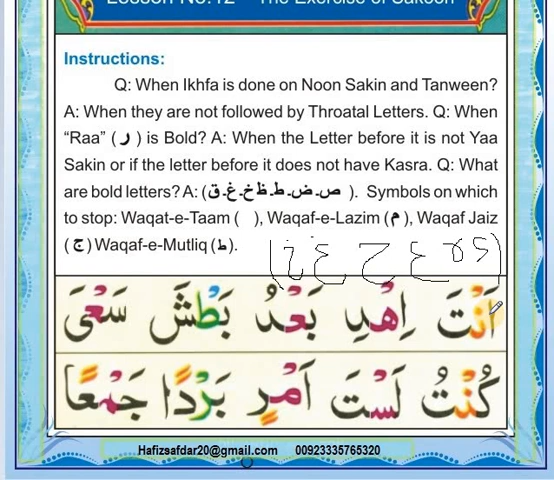 Lesson No.12 The Exercise of Sakoon
Instructions:
Q: When Ikhfa is done on Noon Sakin and Tanween?
A: When they are not followed by Throatal Letters. Q: When
“Raa” ( ر ) is Bold? A: When the Letter before it is not Yaa
Sakin or if the letter before it does not have Kasra. Q: What
are bold letters? A: (ص-ض-ط-ظ-خ-غ-ق ). Symbols on which
to stop: Waqat-e-Taam (   ), Waqaf-e-Lazim (م), Waqaf Jaiz
(ج) Waqaf-e-Mutliq (ط).
اَنْتَ اِهْدِ بَعْدُ بَطْشَ سَعْیَ
كُنْتُ لَسْتَ اَمْرٍ بَرْدًا جَمْعًا
Hafizsafdar20@gmail.com 00923335765320